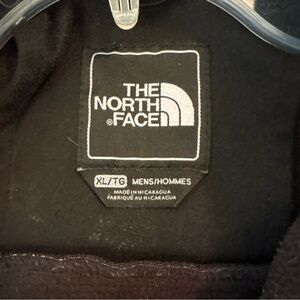 THE
NORTH
®FACE
XL/TG MENS/HOMMES
MADE IN NICARAGUA
FABRIQUÉ AU NICARAGUA